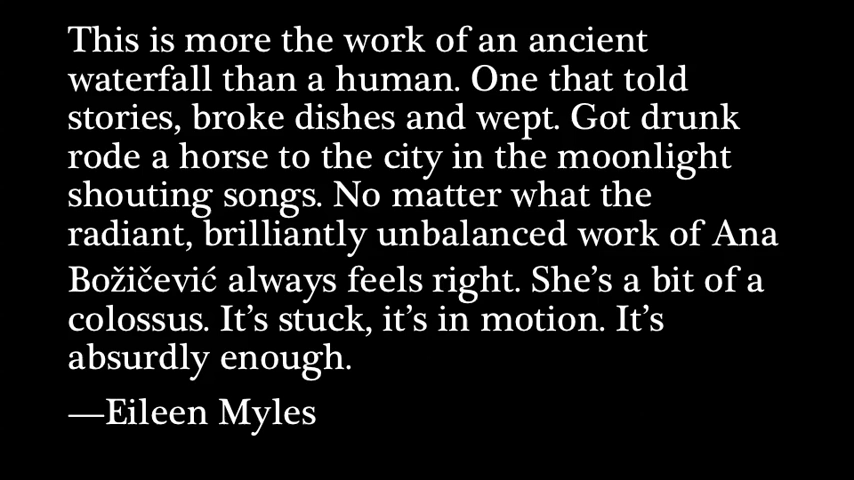 This is more the work of an ancient
waterfall than a human. One that told
stories, broke dishes and wept. Got drunk
rode a horse to the city in the moonlight
shouting songs. No matter what the
radiant, brilliantly unbalanced work of Ana
Božičević always feels right. She’s a bit of a
colossus. It’s stuck, it’s in motion. It’s
absurdly enough.
—Eileen Myles